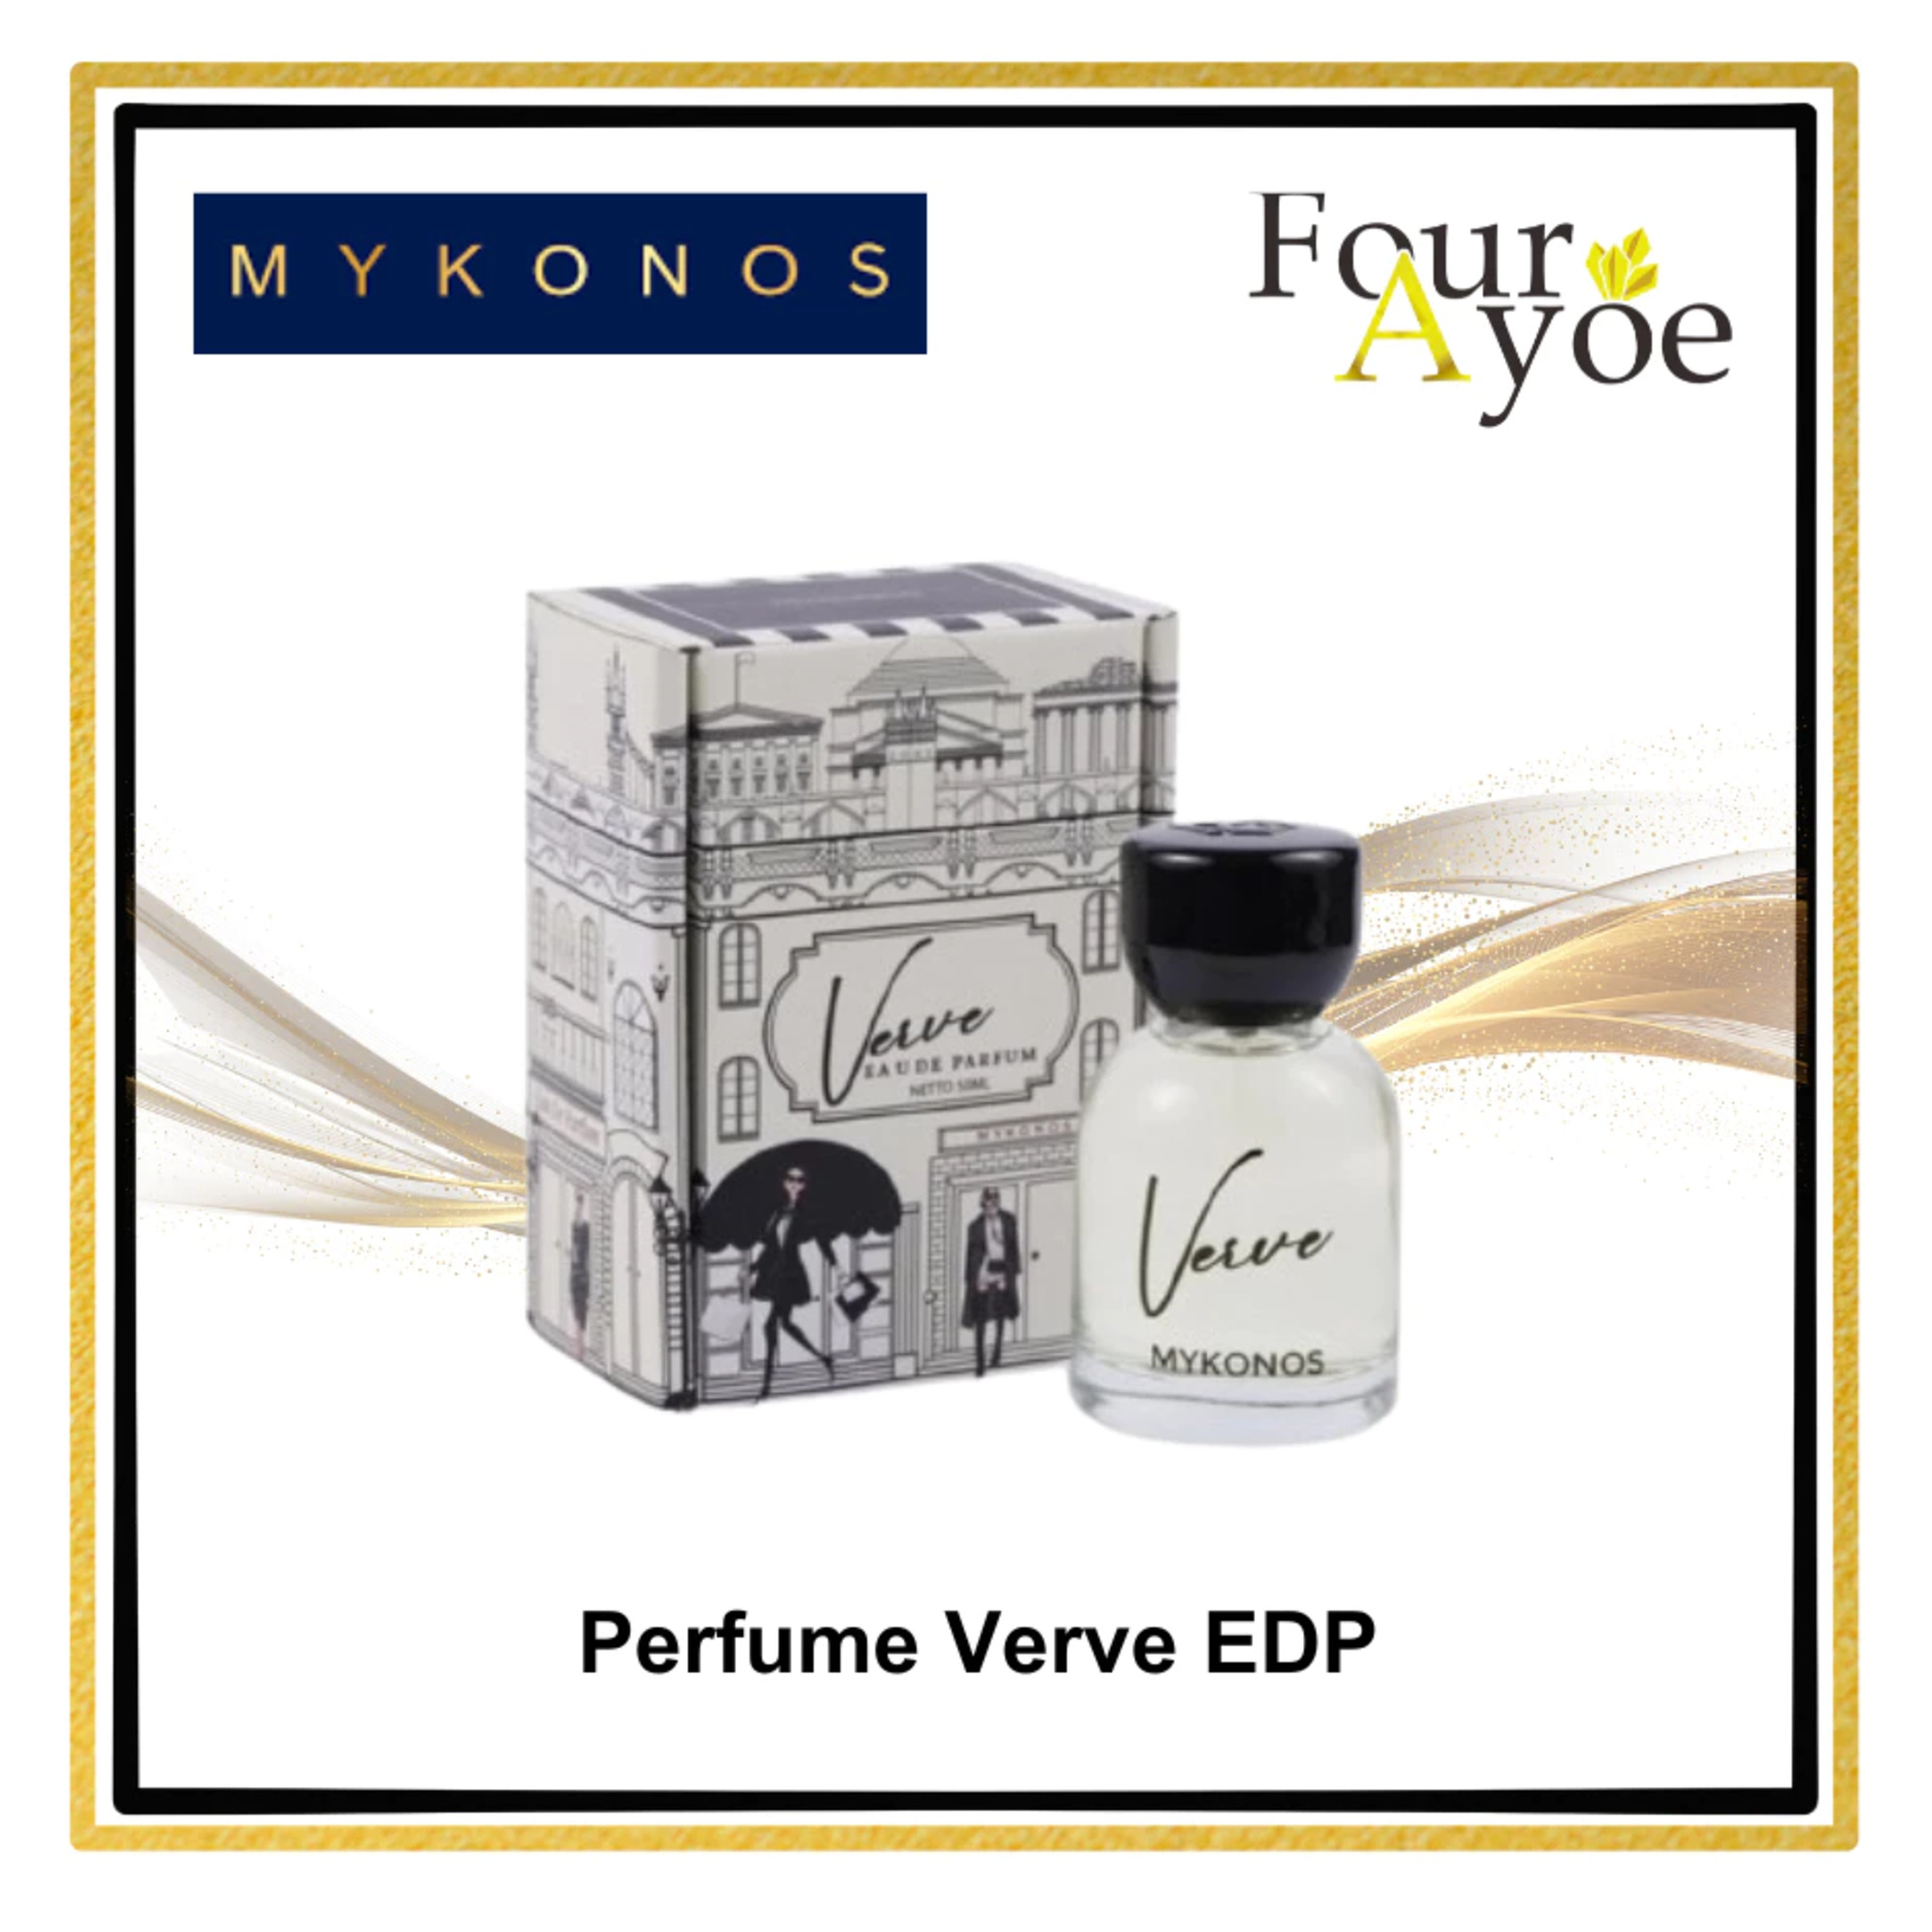 MYKONOS
Four
Ayoe
Verve
EAU DE PARFUM
NETTO 50ML
MYKONOS
Verve
MYKONOS
Perfume Verve EDP